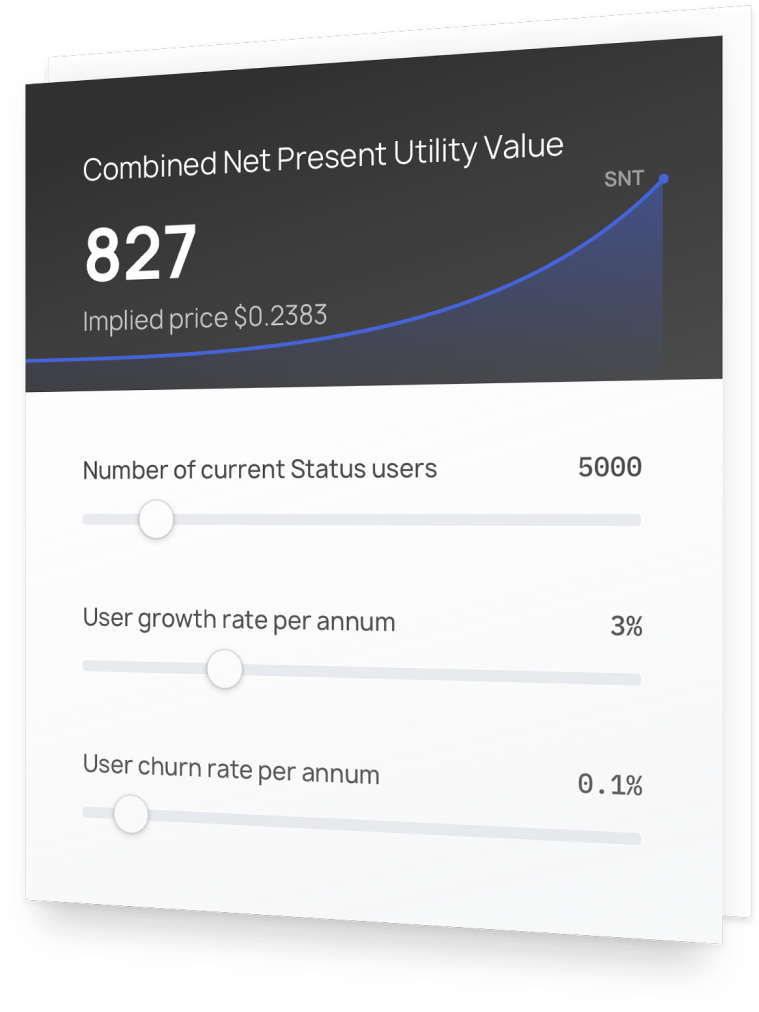 Combined Net Present Utility Value
SNT
827
Implied price $0.2383
Number of current Status users 5000
User growth rate per annum 3%
User churn rate per annum 0.1%